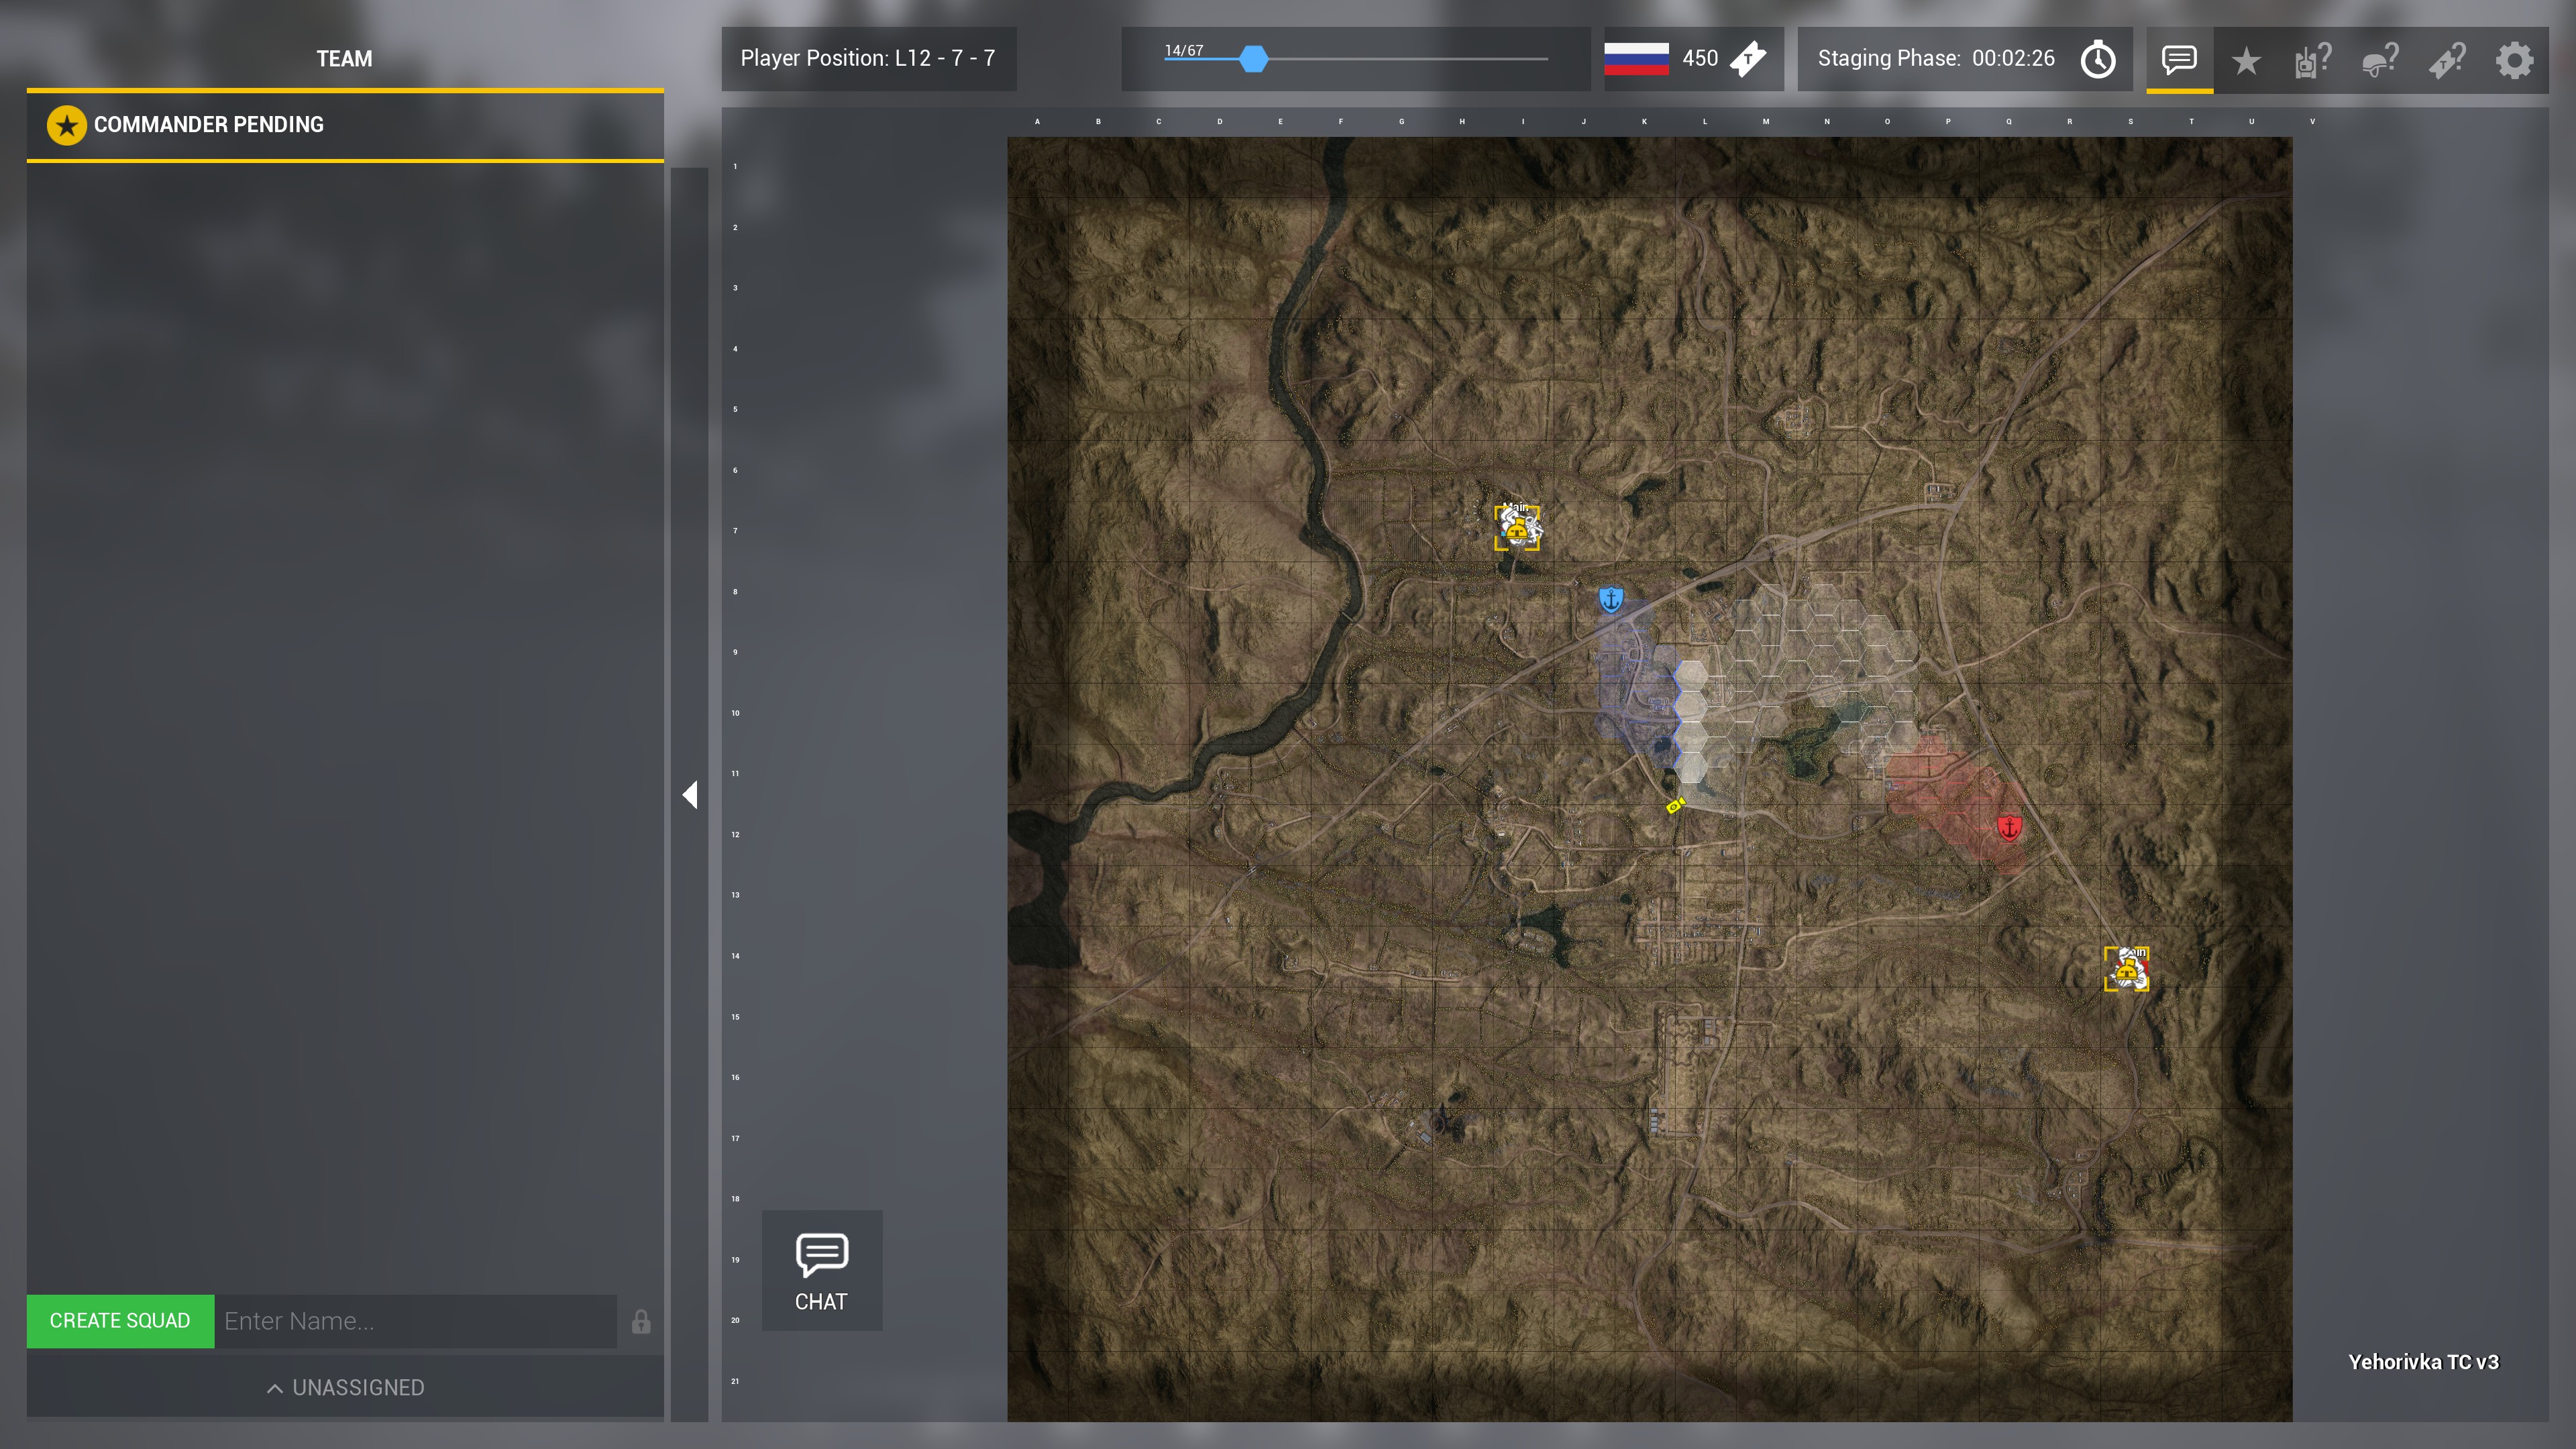 TEAM
Player Position: L12 - 7 - 7
14/67
450
T
Staging Phase: 00:02:26
COMMANDER PENDING
A B C D E F G H I J K L M N O P Q R S T U V
1
2
3
4
5
6
7
Main
8
9
10
11
12
13
14
15
16
17
18
19
20
21
CHAT
CREATE SQUAD Enter Name...
UNASSIGNED
Yehorivka TC v3